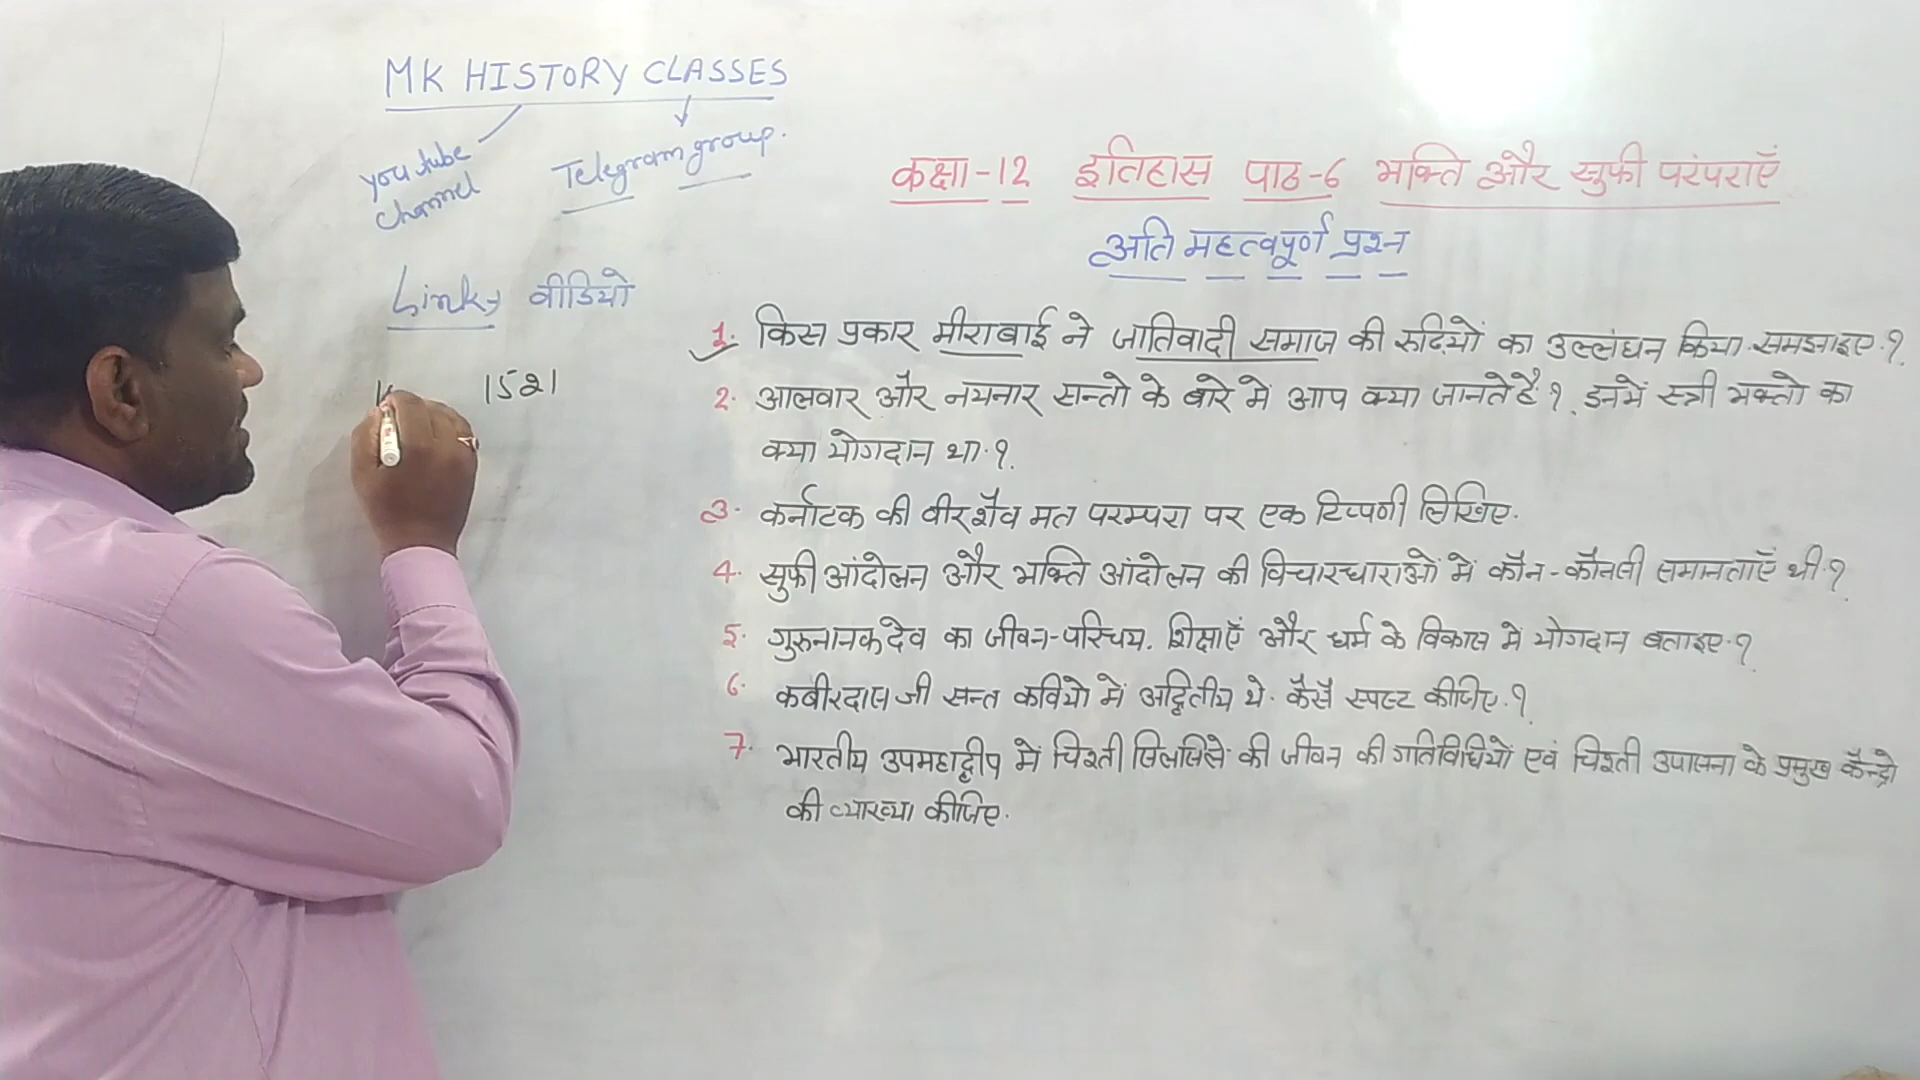 MK HISTORY CLASSES
you tube
channel
Telegram group.
Link→ वीडियो
1521
कक्षा-12 इतिहास पाठ-6 भक्ति और सुफी परंपराएँ
अति महत्वपूर्ण प्रश्न
1. किस प्रकार मीराबाई ने जातिवादी समाज की रूढियों का उल्लंघन किया. समझाइए.?
2. आलवार और नयनार सन्तो के बारे में आप क्या जानते हैं?. इनमें स्त्री भक्तो का
क्या योगदान था.?
3. कर्नाटक की वीर शैव मत परम्परा पर एक टिप्पणी लिखिए.
4. सुफी आंदोलन और भक्ति आंदोलन की विचारधाराओं में कौन-कौनसी समानताएँ थी.?
5. गुरुनानक देव का जीवन-परिचय. शिक्षाएँ और धर्म के विकास में योगदान बताइए.?
6. कबीरदास जी सन्त कवियो में अद्वितीय थे. कैसे स्पष्ट कीजिए.?
7. भारतीय उपमहाद्वीप में चिश्ती सिलसिले की जीवन की गतिविधियों एवं चिश्ती उपासना के प्रमुख केन्द्रो
की व्याख्या कीजिए.